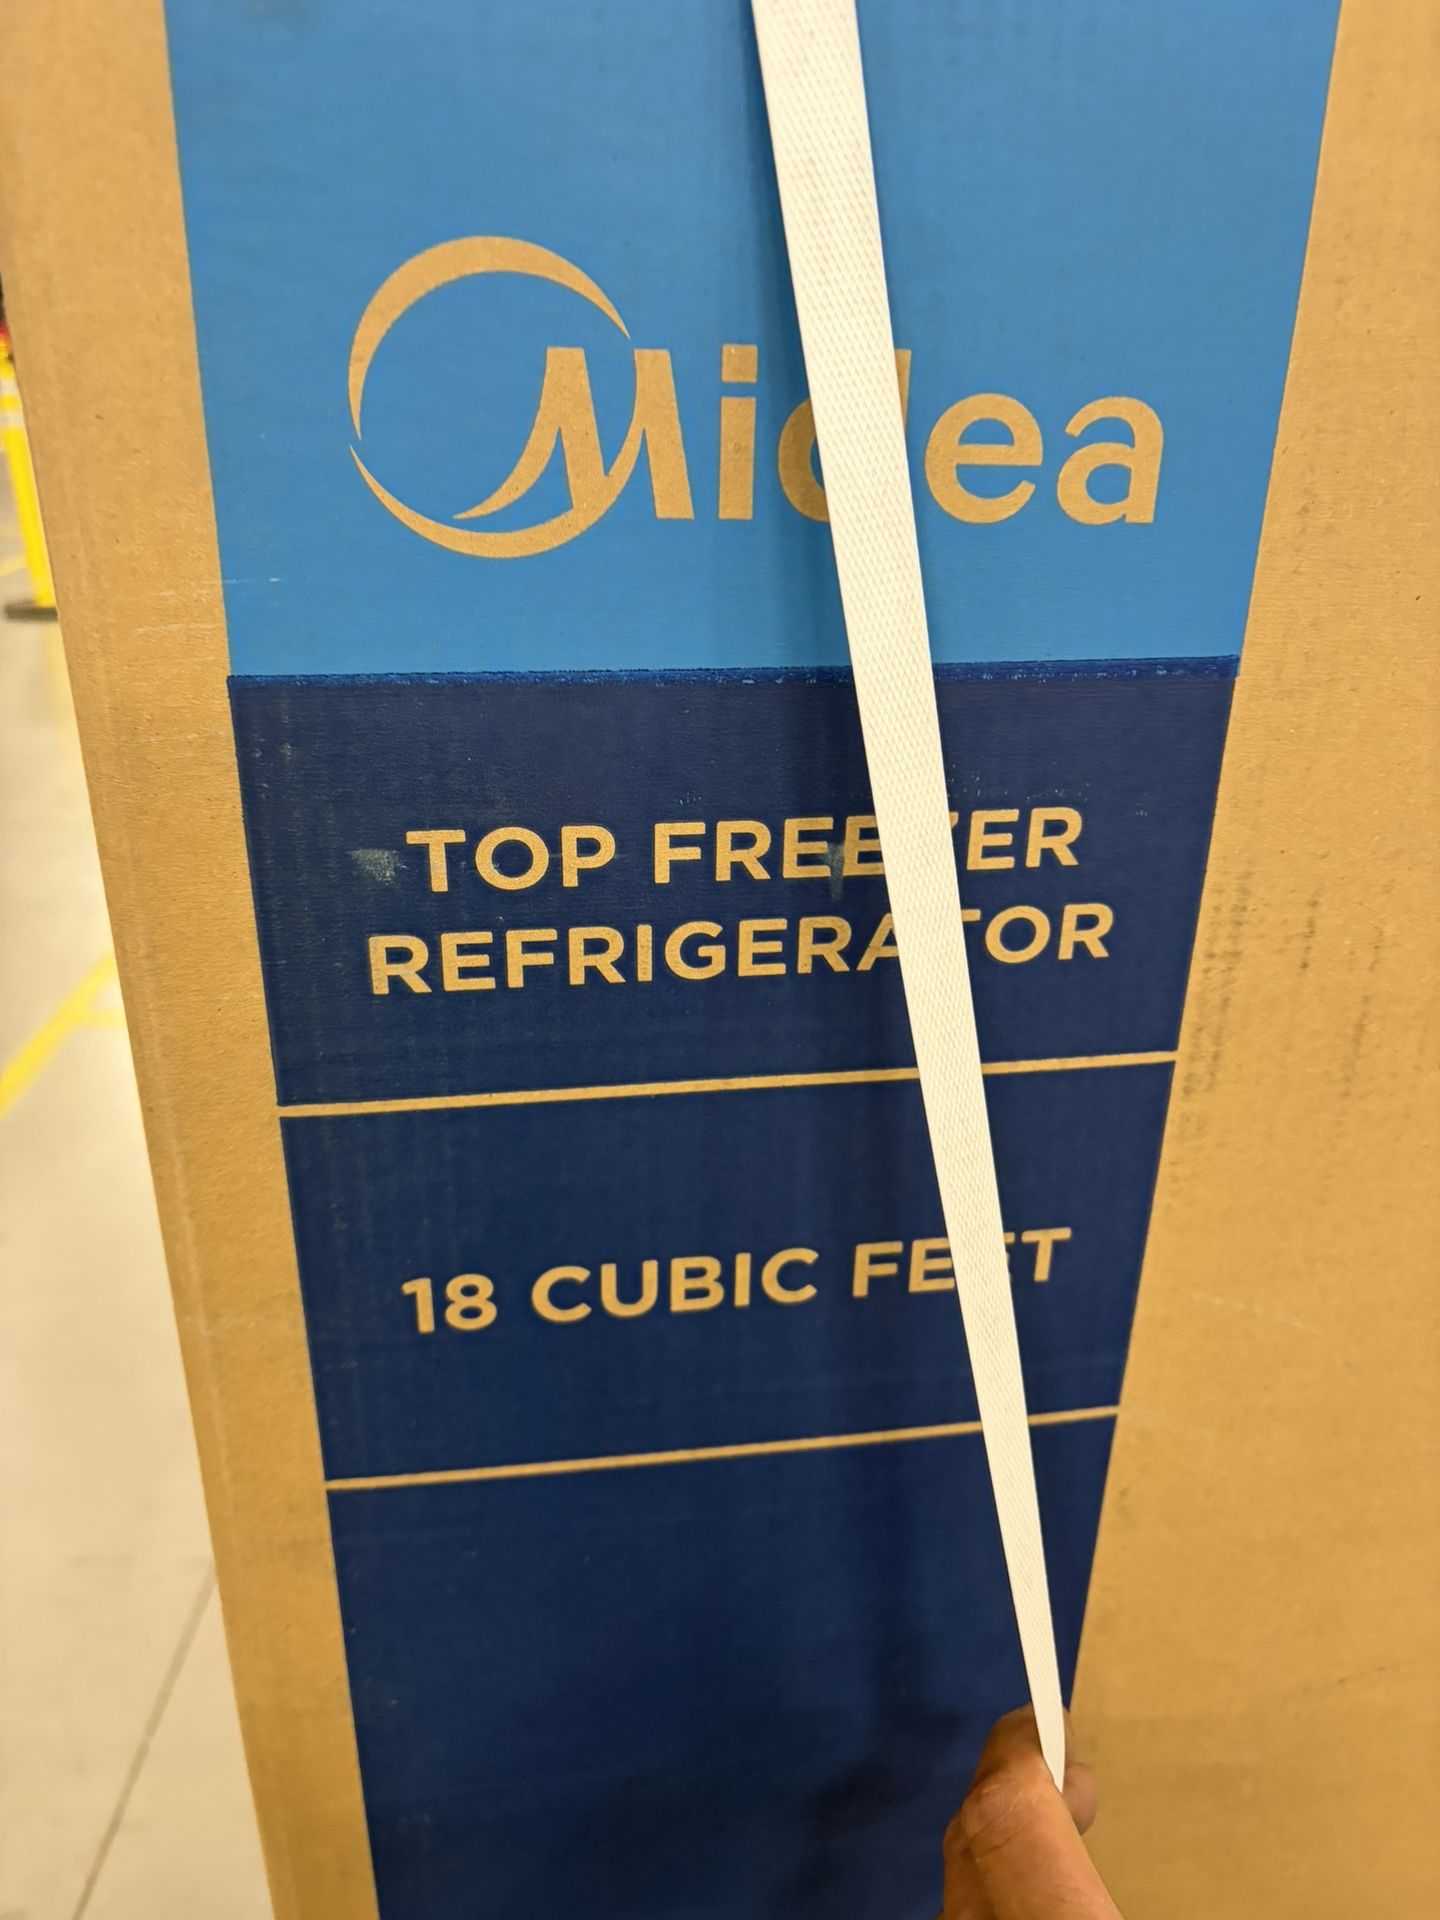 Midea
TOP FREEZER
REFRIGERATOR
18 CUBIC FEET